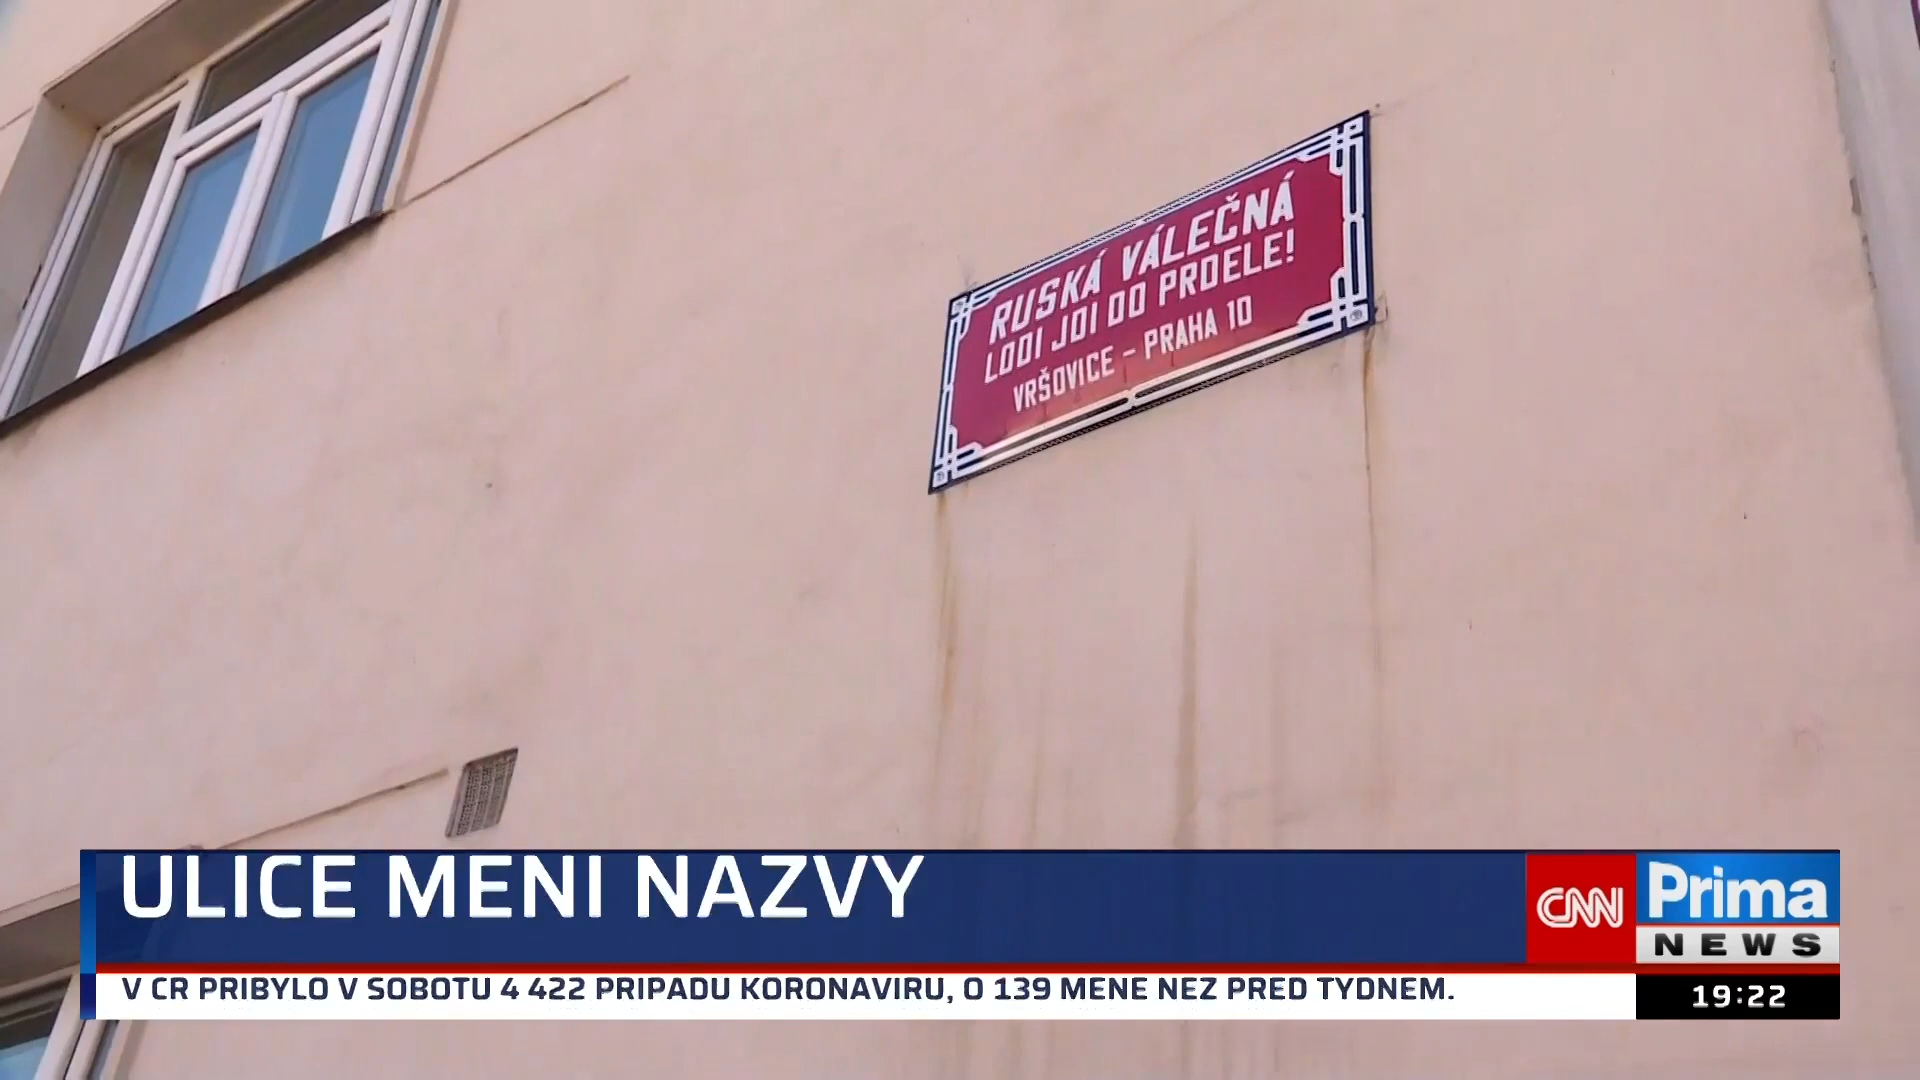 RUSKÁ VÁLEČNÁ
LODI JDI DO PRDELE!
VRŠOVICE – PRAHA 10
ULICE MENI NAZVY
CNN Prima
NEWS
V CR PRIBYLO V SOBOTU 4 422 PRIPADU KORONAVIRU, O 139 MENE NEZ PRED TYDNEM.
19:22